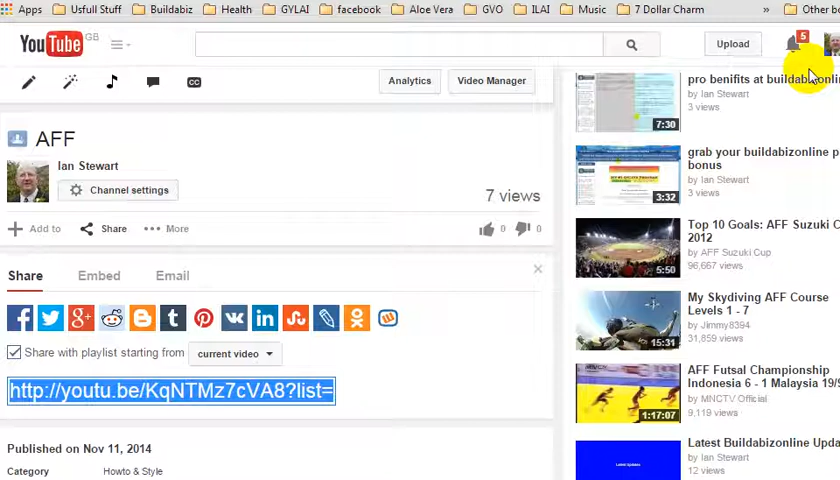 Apps Usfull Stuff Buildabiz Health GYLAI facebook Aloe Vera GVO ILAI Music 7 Dollar Charm » Other bo
YouTube GB
Upload
5
CC
Analytics
Video Manager
AFF
Ian Stewart
Channel settings
7 views
Add to
Share
More
0
0
Share
Embed
Email
×
Share with playlist starting from
current video
http://youtu.be/KqNTMz7cVA8?list=
Published on Nov 11, 2014
Category Howto & Style
pro benifits at buildabizonline
by Ian Stewart
3 views
7:30
grab your buildabizonline p
bonus
by Ian Stewart
3 views
3:32
Top 10 Goals: AFF Suzuki C
2012
by AFF Suzuki Cup
96,667 views
5:50
My Skydiving AFF Course
Levels 1 - 7
by Jimmy8394
31,859 views
15:31
AFF Futsal Championship
Indonesia 6 - 1 Malaysia 19/9
by MNCTV Official
9,119 views
1:17:07
Latest Buildabizonline Upda
by Ian Stewart
12 views
Latest Updates